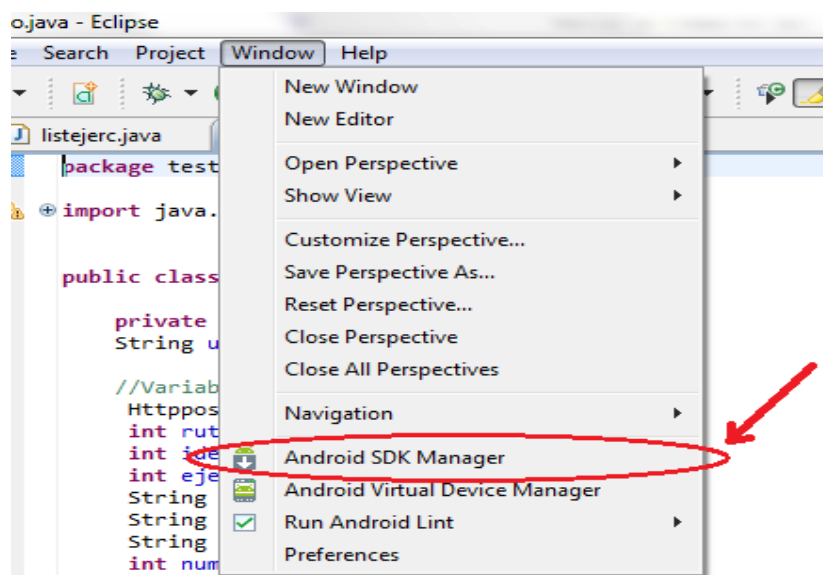 o.java - Eclipse
e Search Project Window Help
listejerc.java
package test
import java.
public class
private
String u
//Variab
Httppos
int rut
int ide
int eje
String
String
String
int num
New Window
New Editor
Open Perspective
Show View
Customize Perspective...
Save Perspective As...
Reset Perspective...
Close Perspective
Close All Perspectives
Navigation
Android SDK Manager
Android Virtual Device Manager
Run Android Lint
Preferences